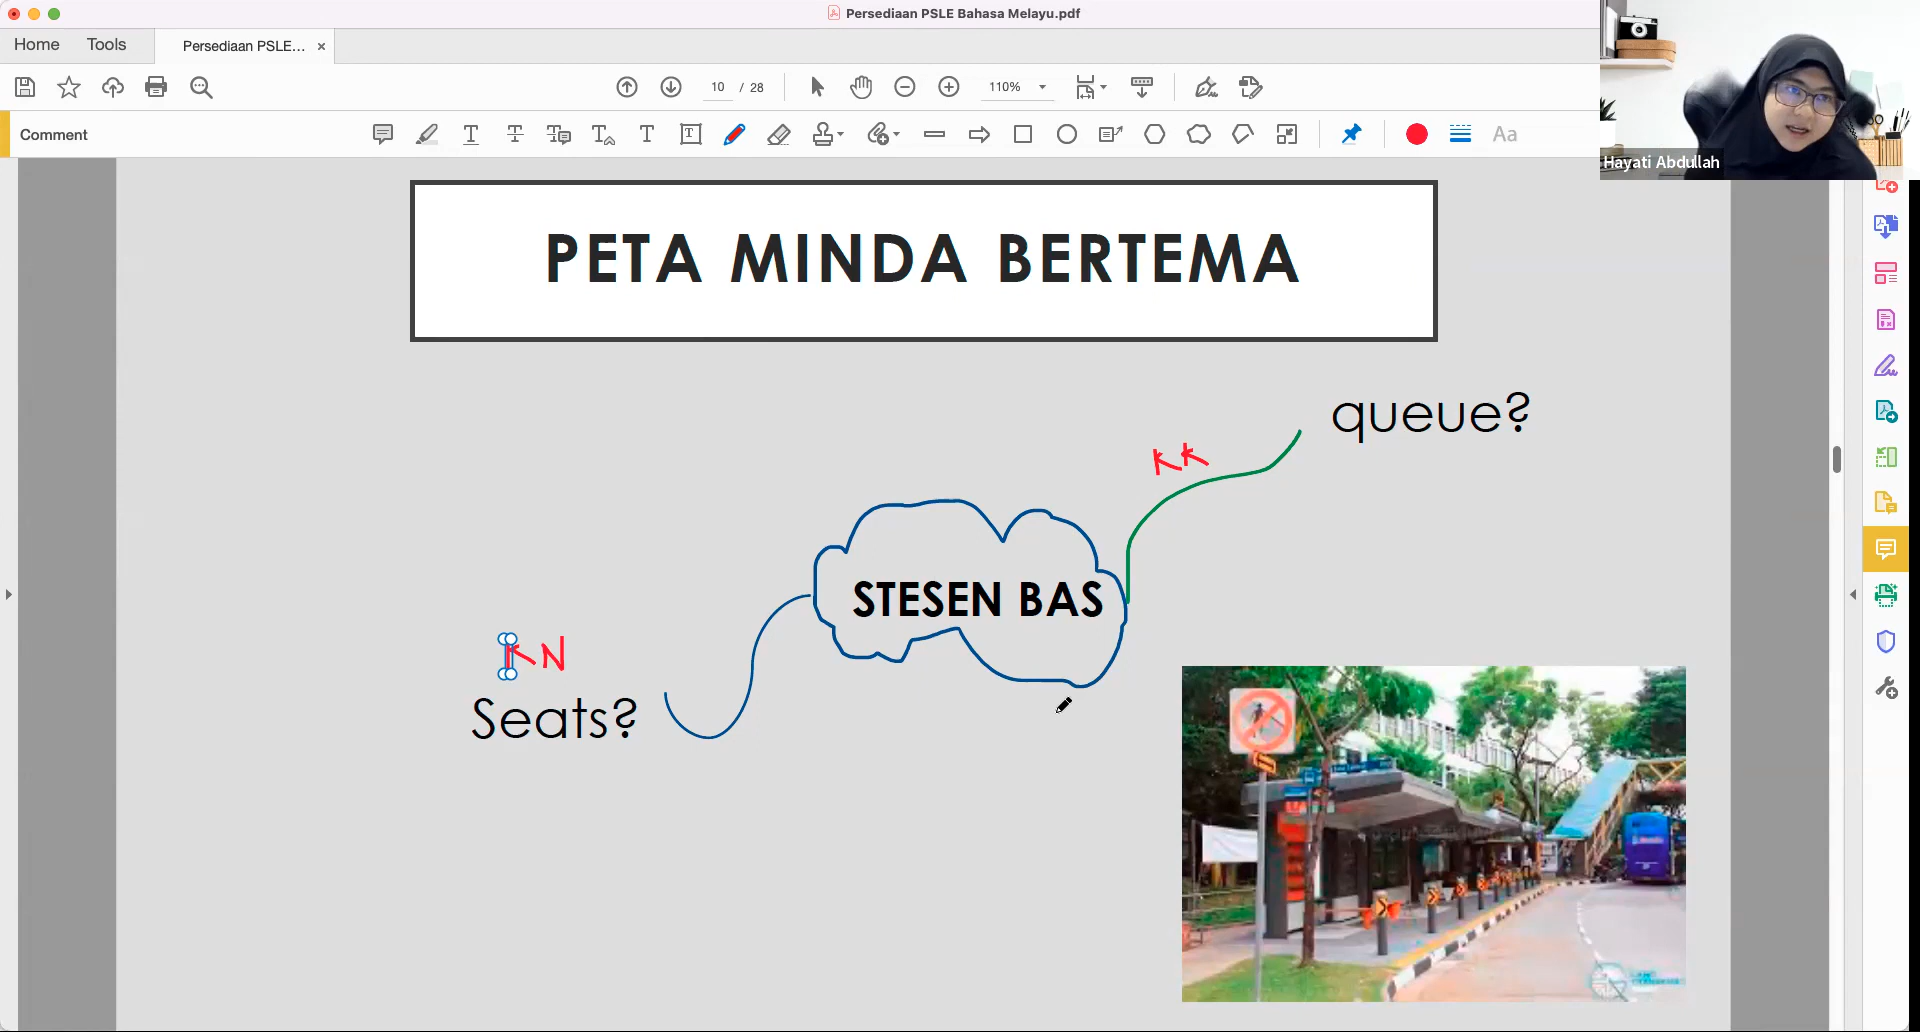 Persediaan PSLE Bahasa Melayu.pdf
Home
Tools
Persediaan PSLE...
10 / 28
110%
Aa
Comment
Hayati Abdullah
PETA MINDA BERTEMA
queue?
KK
STESEN BAS
KN
Seats?